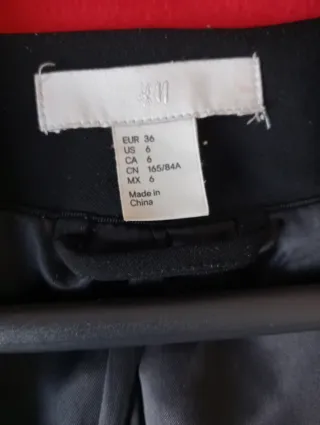 H&M
EUR 36
US 6
CA 6
CN 165/84A
MX 6
Made in
China